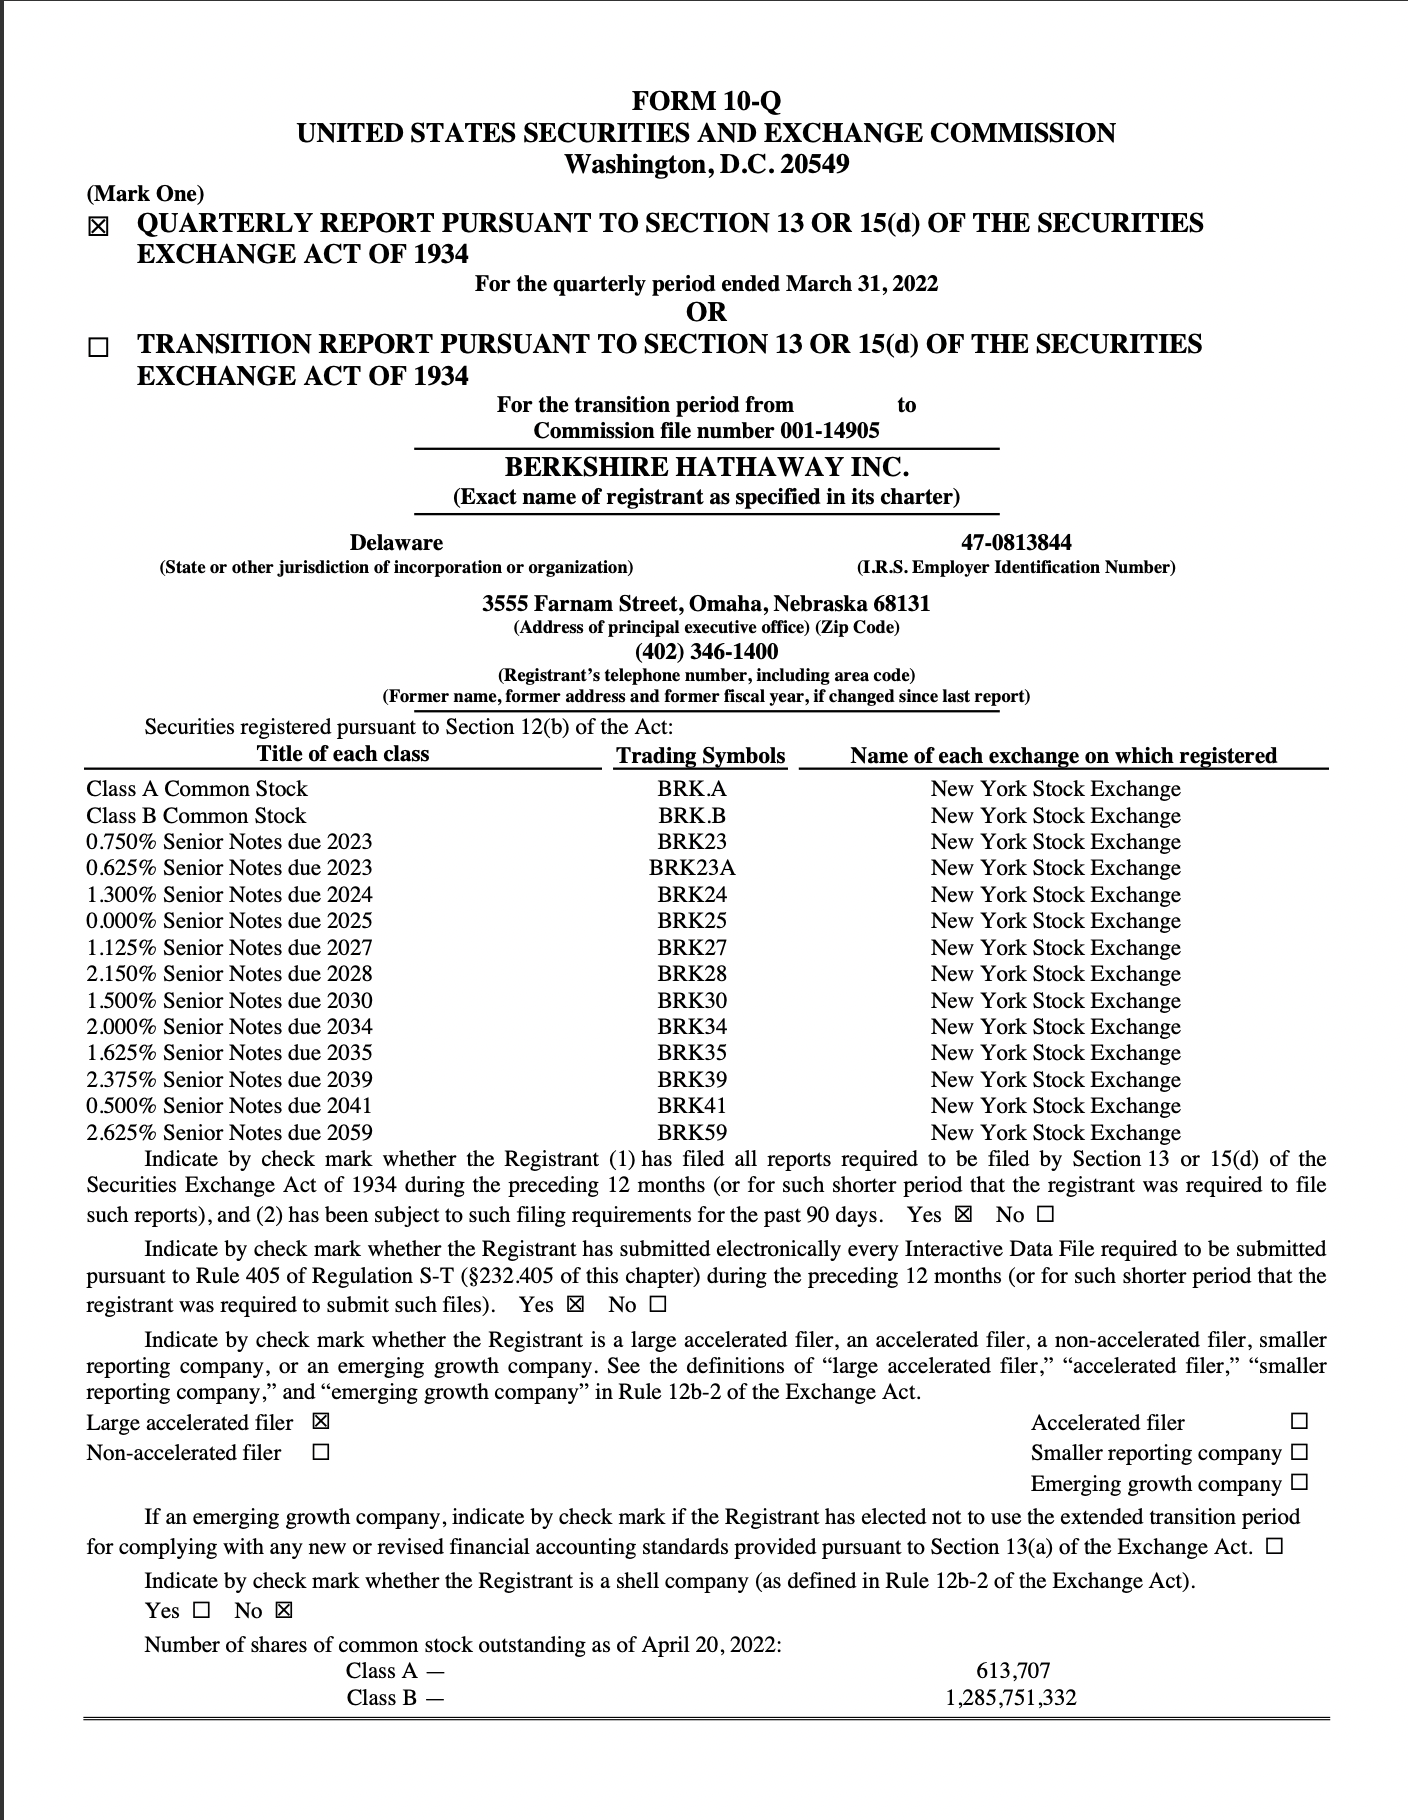 FORM 10-Q
UNITED STATES SECURITIES AND EXCHANGE COMMISSION
Washington, D.C. 20549
(Mark One)
☒ QUARTERLY REPORT PURSUANT TO SECTION 13 OR 15(d) OF THE SECURITIES
EXCHANGE ACT OF 1934
For the quarterly period ended March 31, 2022
OR
☐ TRANSITION REPORT PURSUANT TO SECTION 13 OR 15(d) OF THE SECURITIES
EXCHANGE ACT OF 1934
For the transition period from to
Commission file number 001-14905
BERKSHIRE HATHAWAY INC.
(Exact name of registrant as specified in its charter)
Delaware 47-0813844
(State or other jurisdiction of incorporation or organization) (I.R.S. Employer Identification Number)
3555 Farnam Street, Omaha, Nebraska 68131
(Address of principal executive office) (Zip Code)
(402) 346-1400
(Registrant’s telephone number, including area code)
(Former name, former address and former fiscal year, if changed since last report)
Securities registered pursuant to Section 12(b) of the Act:
Title of each class Trading Symbols Name of each exchange on which registered
Class A Common Stock BRK.A New York Stock Exchange
Class B Common Stock BRK.B New York Stock Exchange
0.750% Senior Notes due 2023 BRK23 New York Stock Exchange
0.625% Senior Notes due 2023 BRK23A New York Stock Exchange
1.300% Senior Notes due 2024 BRK24 New York Stock Exchange
0.000% Senior Notes due 2025 BRK25 New York Stock Exchange
1.125% Senior Notes due 2027 BRK27 New York Stock Exchange
2.150% Senior Notes due 2028 BRK28 New York Stock Exchange
1.500% Senior Notes due 2030 BRK30 New York Stock Exchange
2.000% Senior Notes due 2034 BRK34 New York Stock Exchange
1.625% Senior Notes due 2035 BRK35 New York Stock Exchange
2.375% Senior Notes due 2039 BRK39 New York Stock Exchange
0.500% Senior Notes due 2041 BRK41 New York Stock Exchange
2.625% Senior Notes due 2059 BRK59 New York Stock Exchange
Indicate by check mark whether the Registrant (1) has filed all reports required to be filed by Section 13 or 15(d) of the
Securities Exchange Act of 1934 during the preceding 12 months (or for such shorter period that the registrant was required to file
such reports), and (2) has been subject to such filing requirements for the past 90 days. Yes ☒ No ☐
Indicate by check mark whether the Registrant has submitted electronically every Interactive Data File required to be submitted
pursuant to Rule 405 of Regulation S-T (§232.405 of this chapter) during the preceding 12 months (or for such shorter period that the
registrant was required to submit such files). Yes ☒ No ☐
Indicate by check mark whether the Registrant is a large accelerated filer, an accelerated filer, a non-accelerated filer, smaller
reporting company, or an emerging growth company. See the definitions of “large accelerated filer,” “accelerated filer,” “smaller
reporting company,” and “emerging growth company” in Rule 12b-2 of the Exchange Act.
Large accelerated filer ☒ Accelerated filer ☐
Non-accelerated filer ☐ Smaller reporting company ☐
Emerging growth company ☐
If an emerging growth company, indicate by check mark if the Registrant has elected not to use the extended transition period
for complying with any new or revised financial accounting standards provided pursuant to Section 13(a) of the Exchange Act. ☐
Indicate by check mark whether the Registrant is a shell company (as defined in Rule 12b-2 of the Exchange Act).
Yes ☐ No ☒
Number of shares of common stock outstanding as of April 20, 2022:
Class A — 613,707
Class B — 1,285,751,332